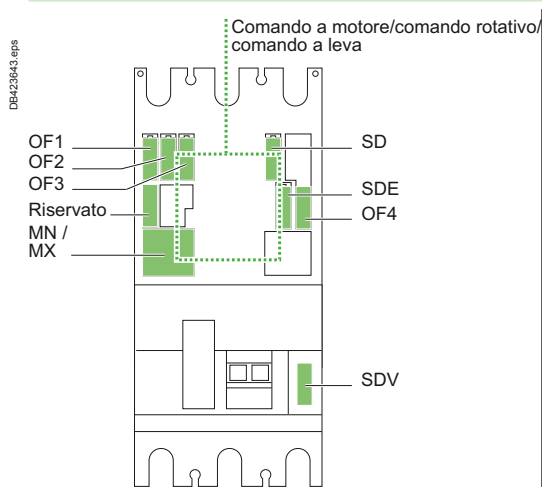 Comando a motore/comando rotativo/
comando a leva
DB423643.eps
OF1
OF2
OF3
Riservato
MN /
MX
SD
SDE
OF4
SDV